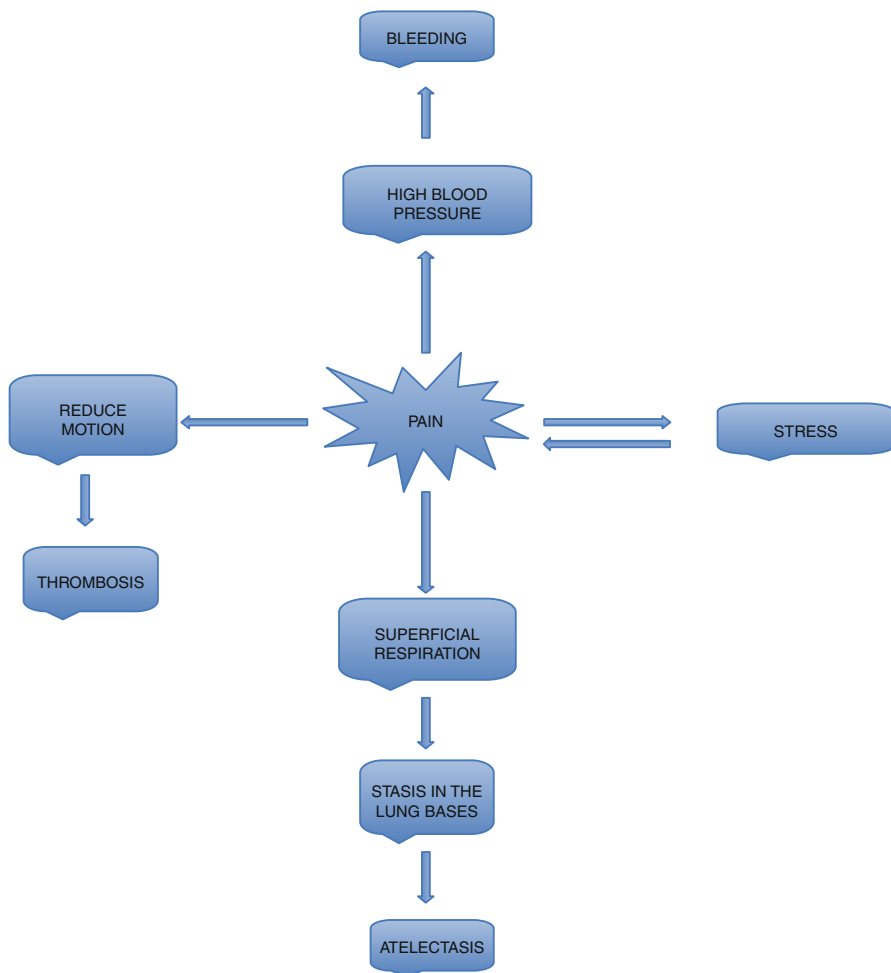 BLEEDING
HIGH BLOOD
PRESSURE
REDUCE
MOTION
PAIN
STRESS
THROMBOSIS
SUPERFICIAL
RESPIRATION
STASIS IN THE
LUNG BASES
ATELECTASIS